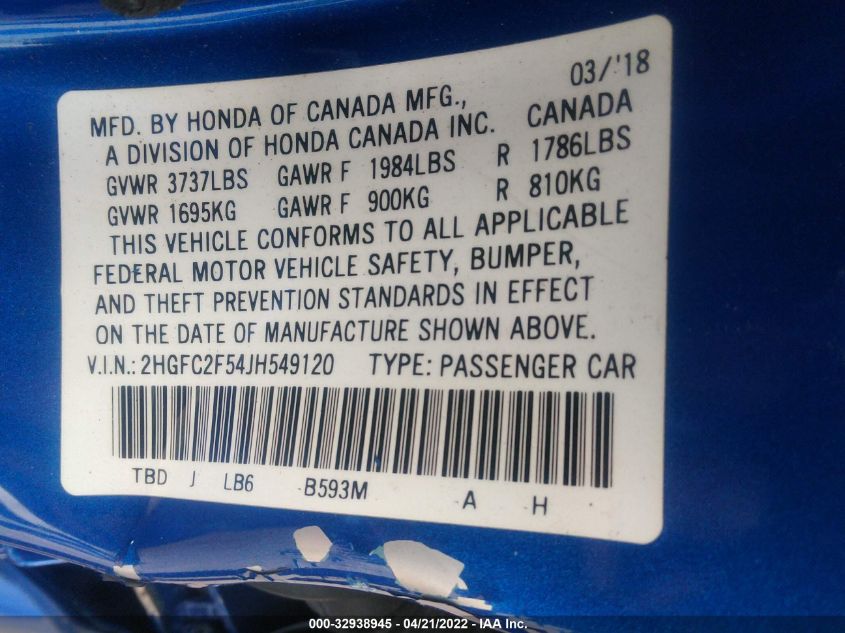 03/'18
MFD. BY HONDA OF CANADA MFG.,
A DIVISION OF HONDA CANADA INC. CANADA
GVWR 3737LBS GAWR F 1984LBS R 1786LBS
GVWR 1695KG GAWR F 900KG R 810KG
THIS VEHICLE CONFORMS TO ALL APPLICABLE
FEDERAL MOTOR VEHICLE SAFETY, BUMPER,
AND THEFT PREVENTION STANDARDS IN EFFECT
ON THE DATE OF MANUFACTURE SHOWN ABOVE.
V.I.N.: 2HGFC2F54JH549120 TYPE: PASSENGER CAR
TBD J LB6 B593M A H
000-32938945 - 04/21/2022 - IAA Inc.